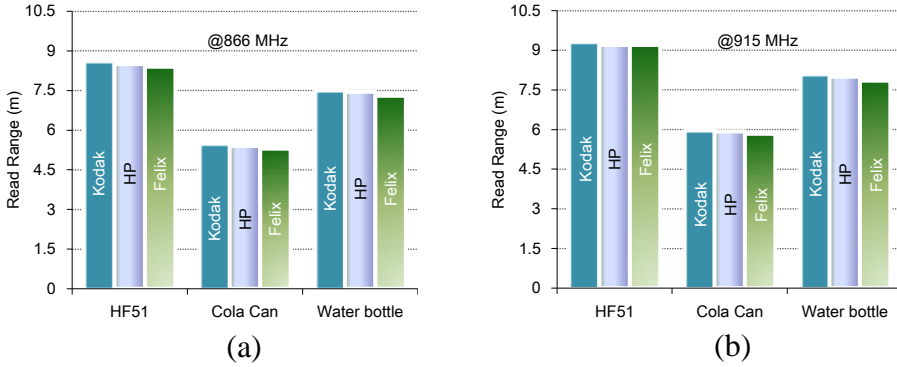 10.5
9
7.5
6
4.5
3
1.5
0
Read Range (m)
@866 MHz
Kodak
HP
Felix
Kodak
HP
Felix
Kodak
HP
Felix
HF51
Cola Can
Water bottle
(a)
10.5
9
7.5
6
4.5
3
1.5
0
Read Range (m)
@915 MHz
Kodak
HP
Felix
Kodak
HP
Felix
Kodak
HP
Felix
HF51
Cola Can
Water bottle
(b)